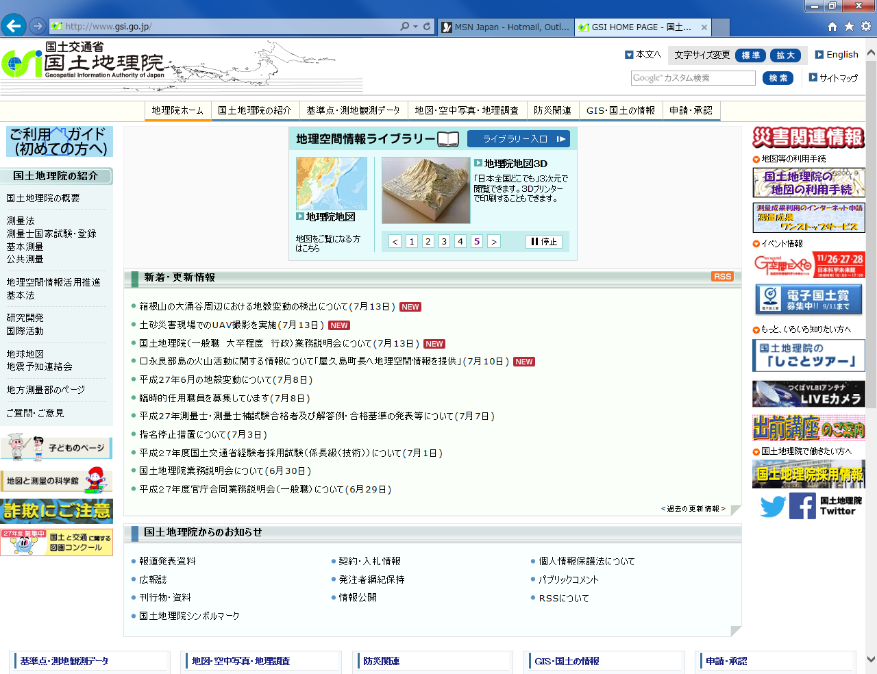 http://www.gsi.go.jp/
MSN Japan - Hotmail, Outl...
GSI HOME PAGE - 国土...
国土交通省
国土地理院
Geospatial Information Authority of Japan
本文へ
文字サイズ変更
標準
拡大
English
Google™ カスタム検索
検索
サイトマップ
地理院ホーム
国土地理院の紹介
基準点・測地観測データ
地図・空中写真・地理調査
防災関連
GIS・国土の情報
申請・承認
ご利用ガイド
(初めての方へ)
国土地理院の紹介
国土地理院の概要
測量法
測量士国家試験・登録
基本測量
公共測量
地理空間情報活用推進
基本法
研究開発
国際活動
地球地図
地震予知連絡会
地方測量部のページ
ご質問・ご意見
子どものページ
地図と測量の科学館
詐欺にご注意
27年度募集中
国土と交通に関する
図画コンクール
地理空間情報ライブラリー
ライブラリー入口
地理院地図
地図をご覧になる方
はこちら
地理院地図3D
「日本全国どこでも」3次元で
閲覧できます。3Dプリンター
で印刷することもできます。
< 1 2 3 4 5 >
停止
新着・更新情報
RSS
箱根山の大涌谷周辺における地殻変動の検出について(7月13日) NEW
土砂災害現場でのUAV撮影を実施(7月13日) NEW
国土地理院(一般職 大卒程度 行政)業務説明会について(7月13日) NEW
口永良部島の火山活動に関する情報について「屋久島町長へ地理空間情報を提供」(7月10日) NEW
平成27年6月の地殻変動について(7月8日)
臨時的任用職員を募集しています(7月8日)
平成27年測量士・測量士補試験合格者及び解答例・合格基準の発表等について(7月7日)
指名停止措置について(7月3日)
平成27年度国土交通省経験者採用試験(係長級(技術))について(7月1日)
国土地理院業務説明会について(6月30日)
平成27年度官庁合同業務説明会(一般職)について(6月29日)
<過去の更新情報>
国土地理院からのお知らせ
報道発表資料
契約・入札情報
個人情報保護法について
広報誌
発注者綱紀保持
パブリックコメント
刊行物・資料
情報公開
RSSについて
国土地理院シンボルマーク
災害関連情報
地図等の利用手続
国土地理院の
地図の利用手続
測量成果利用のインターネット申請
測量成果
ワンストップサービス
イベント情報
G空間EXPO
11/26・27・28
日本科学未来館
電子国土賞
募集中!! 9/11まで
もっと、いろいろ知りたい方へ
国土地理院の
「しごとツアー」
つくばVLBIアンテナ
LIVEカメラ
出前講座のご案内
国土地理院で働きたい方へ
国土地理院採用情報
国土地理院
Twitter
基準点・測地観測データ
地図・空中写真・地理調査
防災関連
GIS・国土の情報
申請・承認